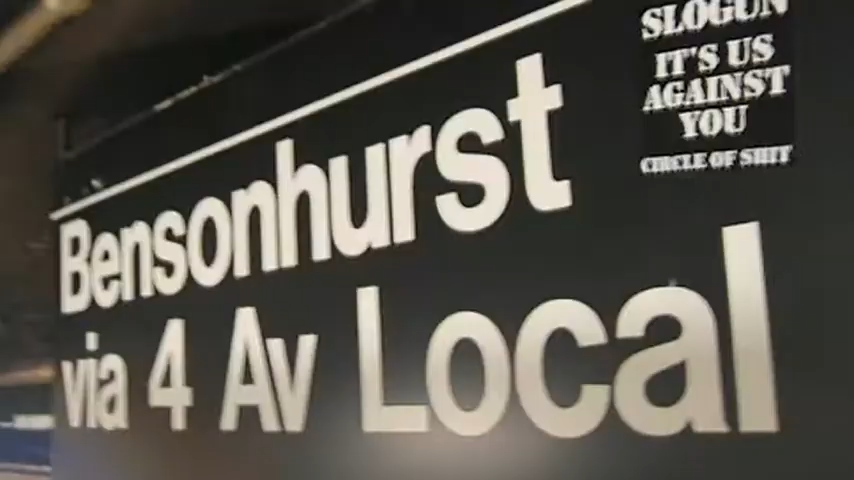 Bensonhurst
via 4 Av Local
SLOGUN
IT'S US
AGAINST
YOU
CIRCLE OF SHIT